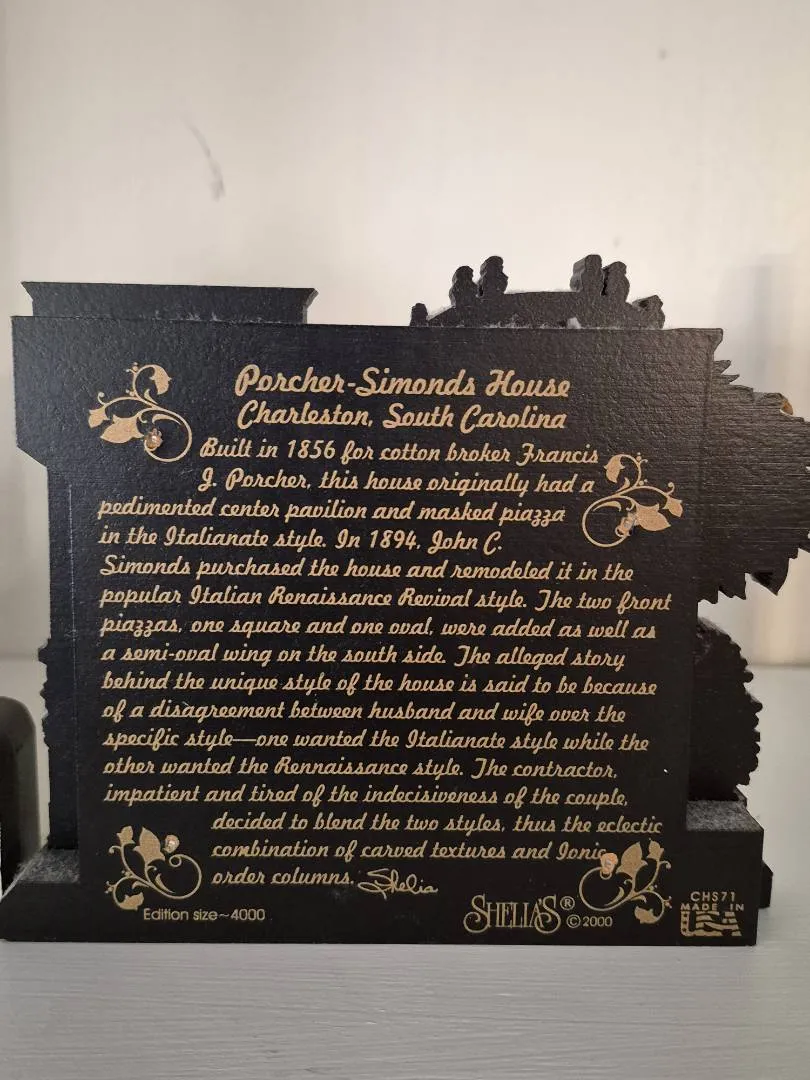 Porcher-Simonds House
Charleston, South Carolina
Built in 1856 for cotton broker Francis
J. Porcher, this house originally had a
pedimented center pavilion and masked piazza
in the Italianate style. In 1894, John C.
Simonds purchased the house and remodeled it in the
popular Italian Renaissance Revival style. The two front
piazzas, one square and one oval, were added as well as
a semi-oval wing on the south side. The alleged story
behind the unique style of the house is said to be because
of a disagreement between husband and wife over the
specific style—one wanted the Italianate style while the
other wanted the Rennaissance style. The contractor,
impatient and tired of the indecisiveness of the couple,
decided to blend the two styles, thus the eclectic
combination of carved textures and Ionic
order columns. Shelia
Edition size~4000
SHELIA'S® ©2000
CHS71
MADE IN
USA